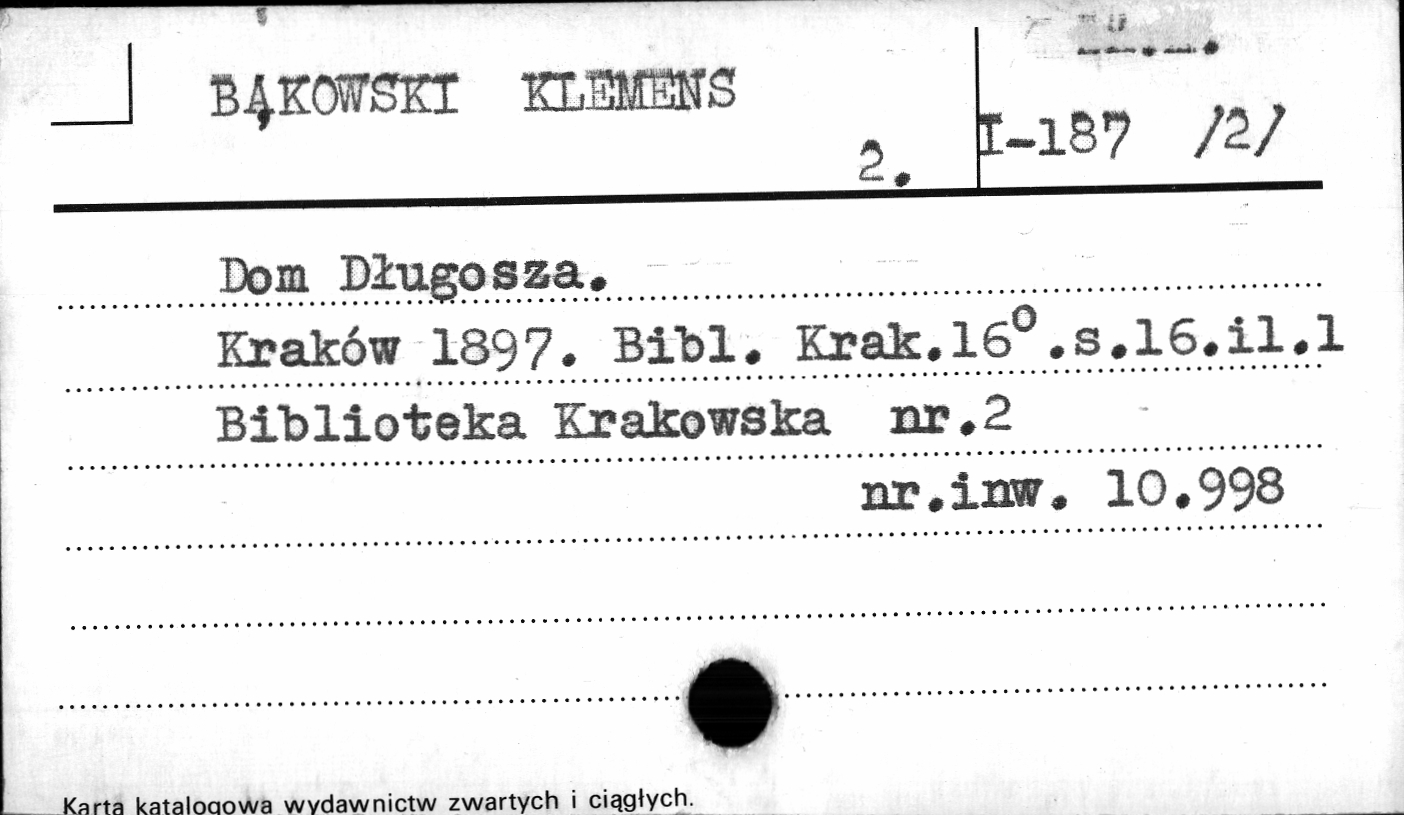 BĄKOWSKI KLEMENS
2.
I-187 /2/
Dom Długosza.
Kraków 1897. Bibl. Krak.16°.s.16.il.1
Biblioteka Krakowska nr.2
nr.inw. 10.998
Karta katalogowa wydawnictw zwartych i ciągłych.